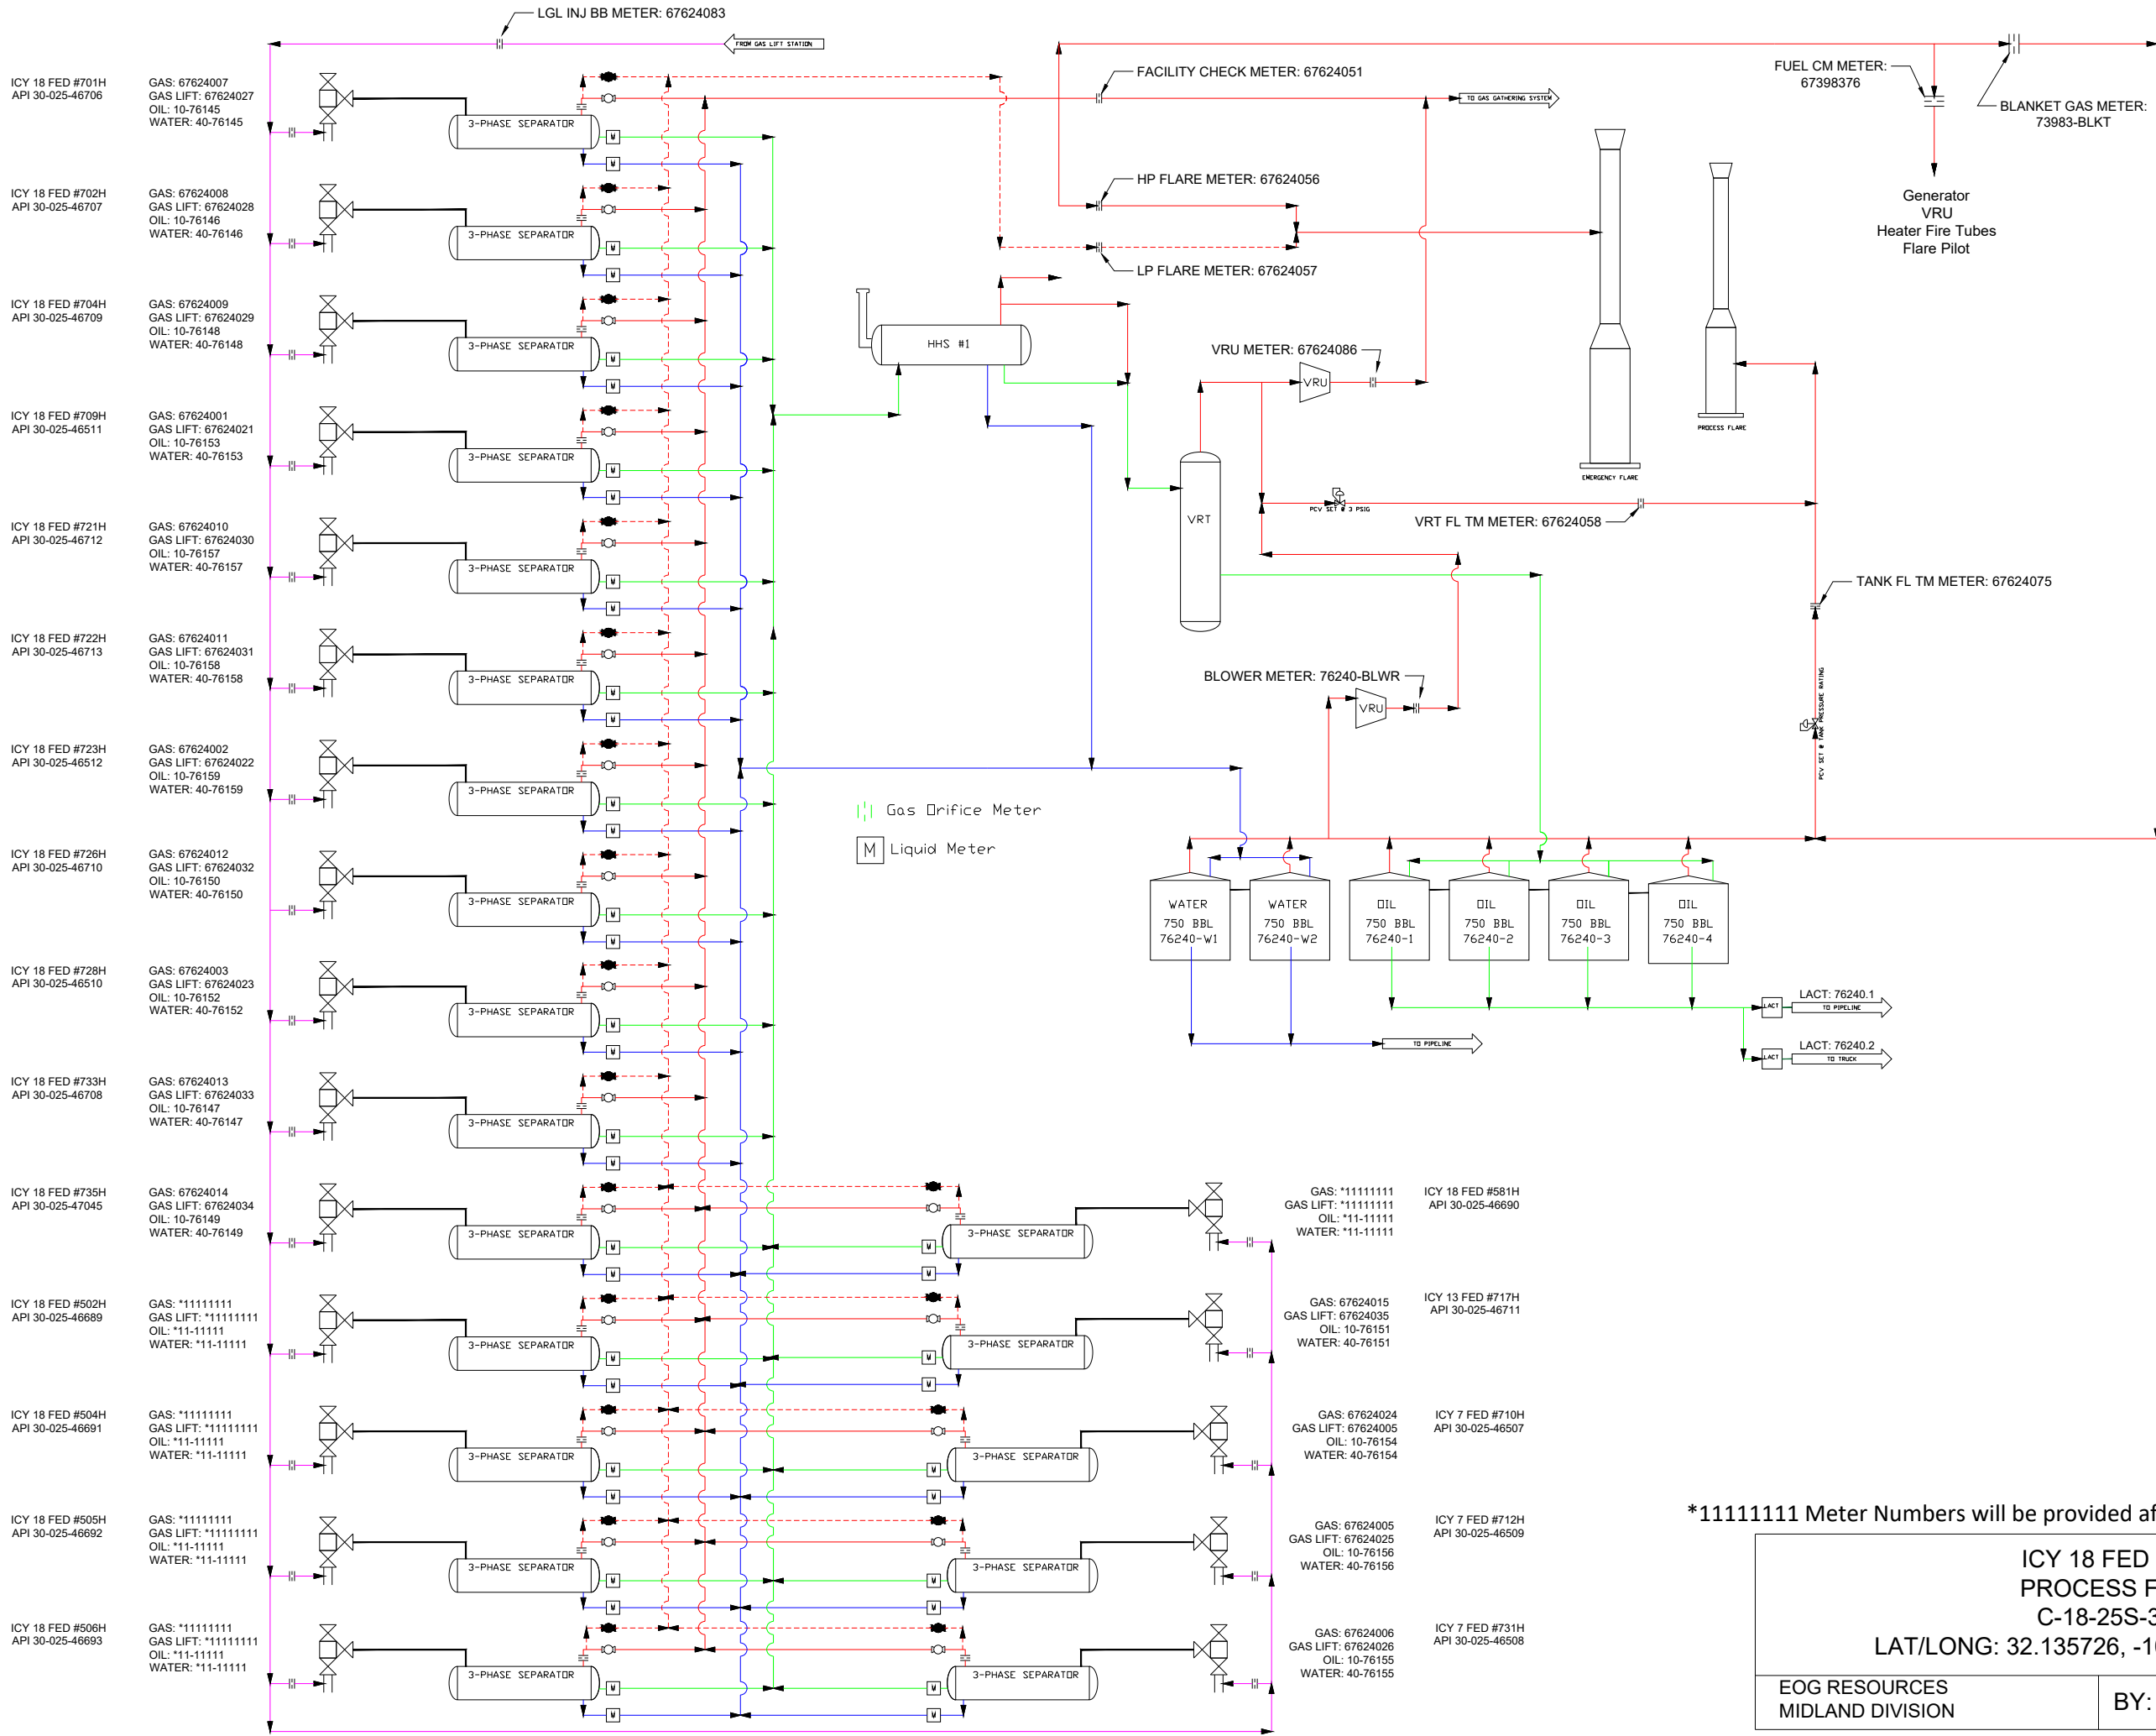 LGL INJ BB METER: 67624083
FROM GAS LIFT STATION
ICY 18 FED #701H
API 30-025-46706
GAS: 67624007
GAS LIFT: 67624027
OIL: 10-76145
WATER: 40-76145
3-PHASE SEPARATOR
M
M
ICY 18 FED #702H
API 30-025-46707
GAS: 67624008
GAS LIFT: 67624028
OIL: 10-76146
WATER: 40-76146
3-PHASE SEPARATOR
M
M
ICY 18 FED #704H
API 30-025-46709
GAS: 67624009
GAS LIFT: 67624029
OIL: 10-76148
WATER: 40-76148
3-PHASE SEPARATOR
M
M
ICY 18 FED #709H
API 30-025-46511
GAS: 67624001
GAS LIFT: 67624021
OIL: 10-76153
WATER: 40-76153
3-PHASE SEPARATOR
M
M
ICY 18 FED #721H
API 30-025-46712
GAS: 67624010
GAS LIFT: 67624030
OIL: 10-76157
WATER: 40-76157
3-PHASE SEPARATOR
M
M
ICY 18 FED #722H
API 30-025-46713
GAS: 67624011
GAS LIFT: 67624031
OIL: 10-76158
WATER: 40-76158
3-PHASE SEPARATOR
M
M
ICY 18 FED #723H
API 30-025-46512
GAS: 67624002
GAS LIFT: 67624022
OIL: 10-76159
WATER: 40-76159
3-PHASE SEPARATOR
M
M
ICY 18 FED #726H
API 30-025-46710
GAS: 67624012
GAS LIFT: 67624032
OIL: 10-76150
WATER: 40-76150
3-PHASE SEPARATOR
M
M
ICY 18 FED #728H
API 30-025-46510
GAS: 67624003
GAS LIFT: 67624023
OIL: 10-76152
WATER: 40-76152
3-PHASE SEPARATOR
M
M
ICY 18 FED #733H
API 30-025-46708
GAS: 67624013
GAS LIFT: 67624033
OIL: 10-76147
WATER: 40-76147
3-PHASE SEPARATOR
M
M
ICY 18 FED #735H
API 30-025-47045
GAS: 67624014
GAS LIFT: 67624034
OIL: 10-76149
WATER: 40-76149
3-PHASE SEPARATOR
M
M
ICY 18 FED #502H
API 30-025-46689
GAS: *11111111
GAS LIFT: *11111111
OIL: *11-11111
WATER: *11-11111
3-PHASE SEPARATOR
M
M
ICY 18 FED #504H
API 30-025-46691
GAS: *11111111
GAS LIFT: *11111111
OIL: *11-11111
WATER: *11-11111
3-PHASE SEPARATOR
M
M
ICY 18 FED #505H
API 30-025-46692
GAS: *11111111
GAS LIFT: *11111111
OIL: *11-11111
WATER: *11-11111
3-PHASE SEPARATOR
M
M
ICY 18 FED #506H
API 30-025-46693
GAS: *11111111
GAS LIFT: *11111111
OIL: *11-11111
WATER: *11-11111
3-PHASE SEPARATOR
M
M
FACILITY CHECK METER: 67624051
TO GAS GATHERING SYSTEM
HP FLARE METER: 67624056
LP FLARE METER: 67624057
FUEL CM METER:
67398376
BLANKET GAS METER:
73983-BLKT
Generator
VRU
Heater Fire Tubes
Flare Pilot
HHS #1
VRU METER: 67624086
VRU
EMERGENCY FLARE
PROCESS FLARE
VRT
PCV SET @ 3 PSIG
VRT FL TM METER: 67624058
TANK FL TM METER: 67624075
PCV SET @ TANK PRESSURE RATING
BLOWER METER: 76240-BLWR
VRU
Gas Orifice Meter
M Liquid Meter
WATER
750 BBL
76240-W1
WATER
750 BBL
76240-W2
OIL
750 BBL
76240-1
OIL
750 BBL
76240-2
OIL
750 BBL
76240-3
OIL
750 BBL
76240-4
LACT
LACT: 76240.1
TO PIPELINE
LACT
LACT: 76240.2
TO TRUCK
TO PIPELINE
3-PHASE SEPARATOR
M
M
GAS: *11111111
GAS LIFT: *11111111
OIL: *11-11111
WATER: *11-11111
ICY 18 FED #581H
API 30-025-46690
3-PHASE SEPARATOR
M
M
GAS: 67624015
GAS LIFT: 67624035
OIL: 10-76151
WATER: 40-76151
ICY 13 FED #717H
API 30-025-46711
3-PHASE SEPARATOR
M
M
GAS: 67624024
GAS LIFT: 67624005
OIL: 10-76154
WATER: 40-76154
ICY 7 FED #710H
API 30-025-46507
3-PHASE SEPARATOR
M
M
GAS: 67624005
GAS LIFT: 67624025
OIL: 10-76156
WATER: 40-76156
ICY 7 FED #712H
API 30-025-46509
3-PHASE SEPARATOR
M
M
GAS: 67624006
GAS LIFT: 67624026
OIL: 10-76155
WATER: 40-76155
ICY 7 FED #731H
API 30-025-46508
*11111111 Meter Numbers will be provided af
ICY 18 FED
PROCESS F
C-18-25S-3
LAT/LONG: 32.135726, -10
EOG RESOURCES
MIDLAND DIVISION
BY: